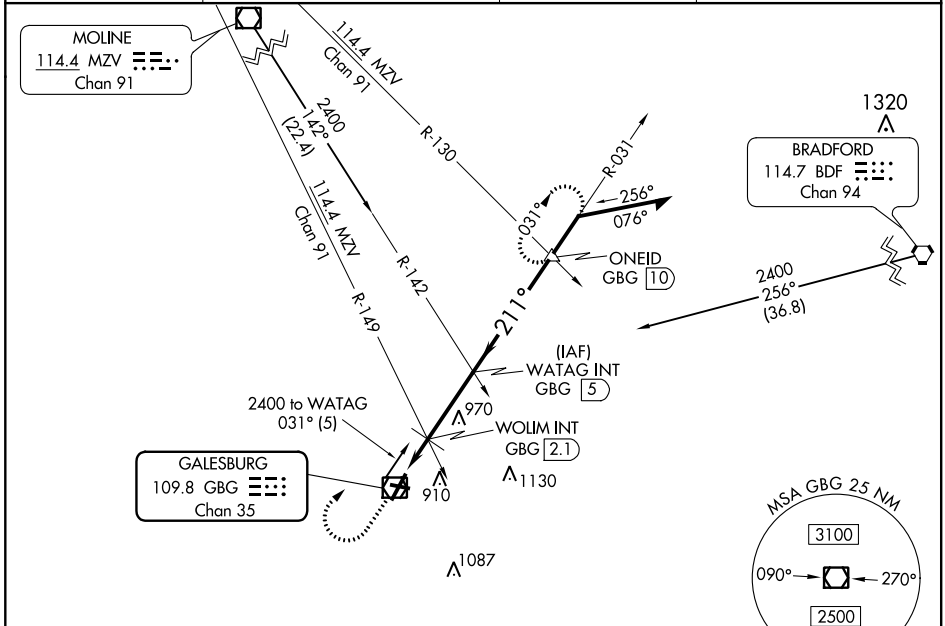 MOLINE
114.4 MZV
Chan 91
114.4 MZV
Chan 91
2400
142°
(22.4)
R-130
R-031
1320
BRADFORD
114.7 BDF
Chan 94
114.4 MZV
Chan 91
256°
076°
031°
ONEID
GBG 10
R-142
2400
256°
(36.8)
R-149
211°
(IAF)
WATAG INT
GBG 5
2400 to WATAG
031° (5)
970
WOLIM INT
GBG 2.1
GALESBURG
109.8 GBG
Chan 35
910
1130
1087
MSA GBG 25 NM
3100
090°
270°
2500